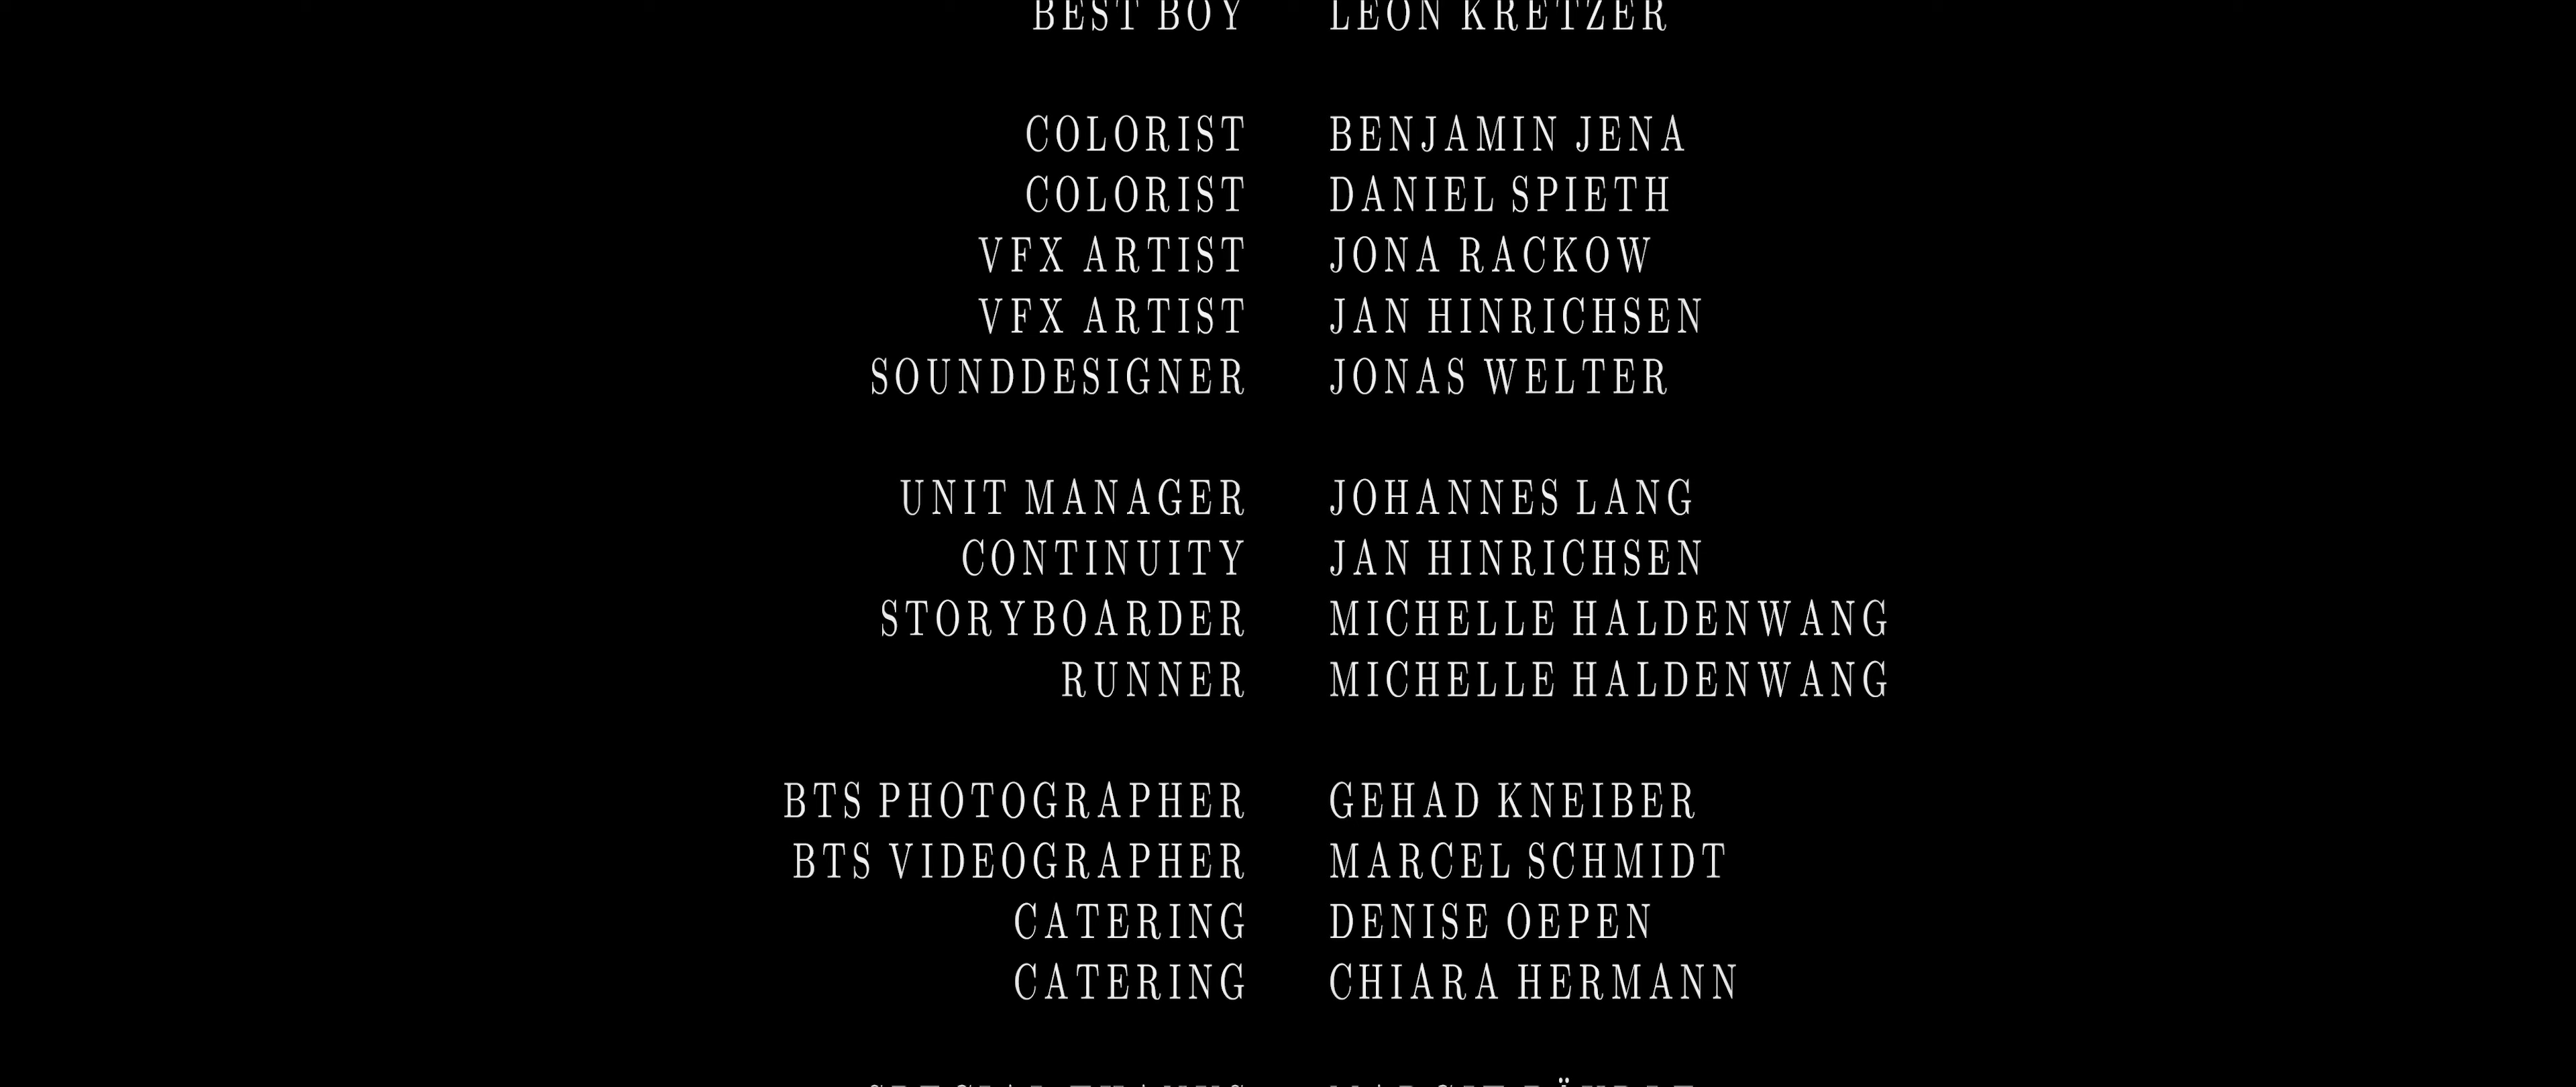 BEST BOY LEON KRETZER
COLORIST BENJAMIN JENA
COLORIST DANIEL SPIETH
VFX ARTIST JONA RACKOW
VFX ARTIST JAN HINRICHSEN
SOUNDDESIGNER JONAS WELTER
UNIT MANAGER JOHANNES LANG
CONTINUITY JAN HINRICHSEN
STORYBOARDER MICHELLE HALDENWANG
RUNNER MICHELLE HALDENWANG
BTS PHOTOGRAPHER GEHAD KNEIBER
BTS VIDEOGRAPHER MARCEL SCHMIDT
CATERING DENISE OEPEN
CATERING CHIARA HERMANN
SPECIAL THANKS